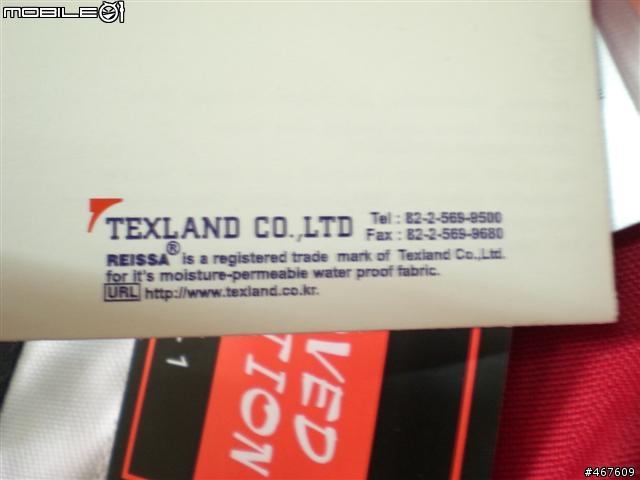 MOBILE01
TEXLAND CO.,LTD
Tel : 82-2-569-9500
Fax : 82-2-569-9680
REISSA® is a registered trade mark of Texland Co.,Ltd.
for it's moisture-permeable water proof fabric.
URL http://www.texland.co.kr.
VED
TION
-1
#467609